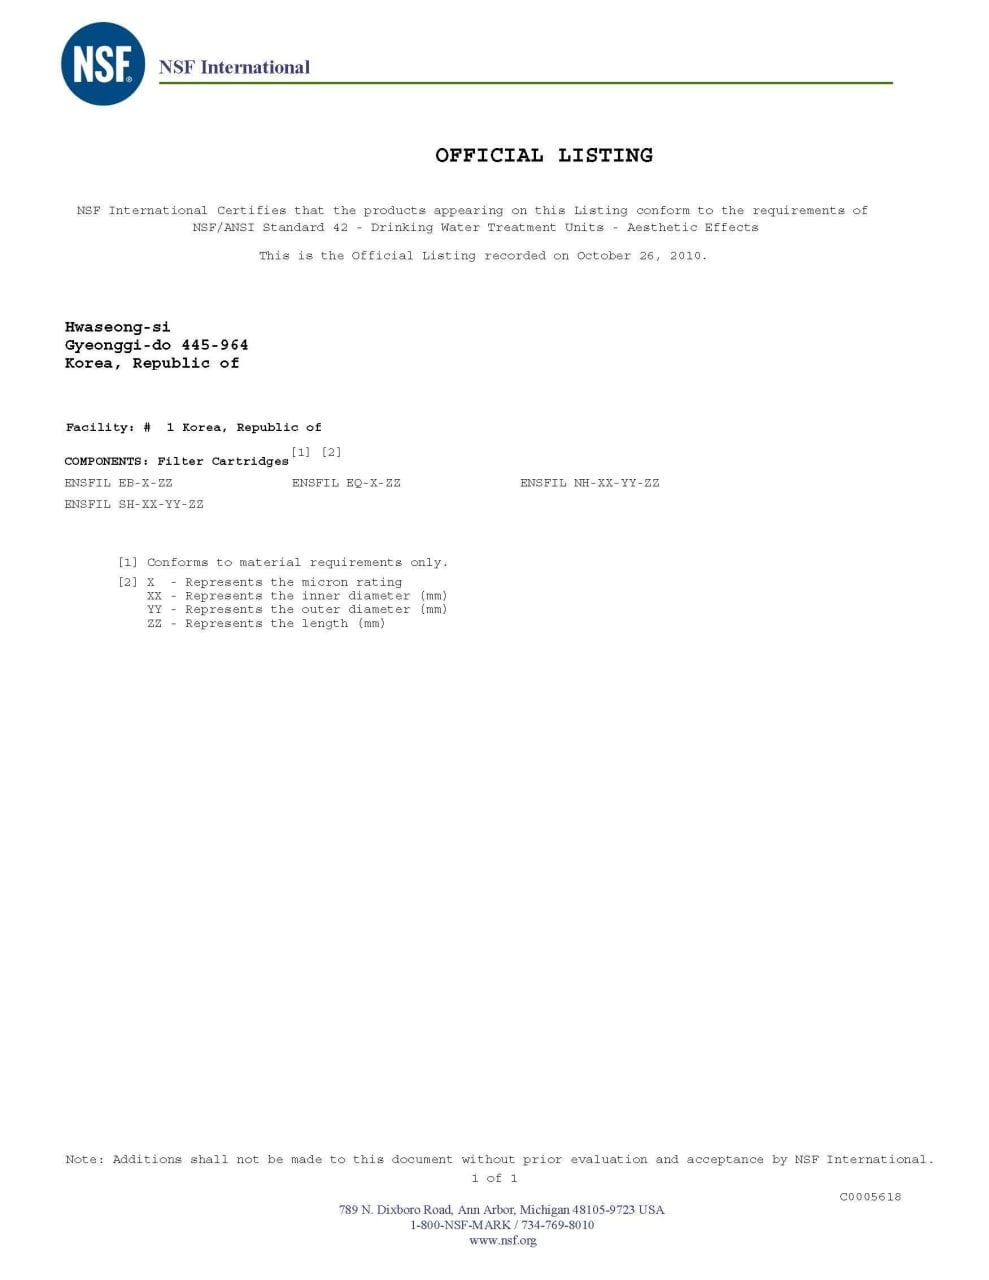 NSF®
NSF International
OFFICIAL LISTING
NSF International Certifies that the products appearing on this Listing conform to the requirements of
NSF/ANSI Standard 42 - Drinking Water Treatment Units - Aesthetic Effects
This is the Official Listing recorded on October 26, 2010.
Hwaseong-si
Gyeonggi-do 445-964
Korea, Republic of
Facility: # 1 Korea, Republic of
COMPONENTS: Filter Cartridges[1] [2]
ENSFIL EB-X-ZZ ENSFIL EQ-X-ZZ ENSFIL NH-XX-YY-ZZ
ENSFIL SH-XX-YY-ZZ
[1] Conforms to material requirements only.
[2] X - Represents the micron rating
XX - Represents the inner diameter (mm)
YY - Represents the outer diameter (mm)
ZZ - Represents the length (mm)
Note: Additions shall not be made to this document without prior evaluation and acceptance by NSF International.
1 of 1
C0005618
789 N. Dixboro Road, Ann Arbor, Michigan 48105-9723 USA
1-800-NSF-MARK / 734-769-8010
www.nsf.org